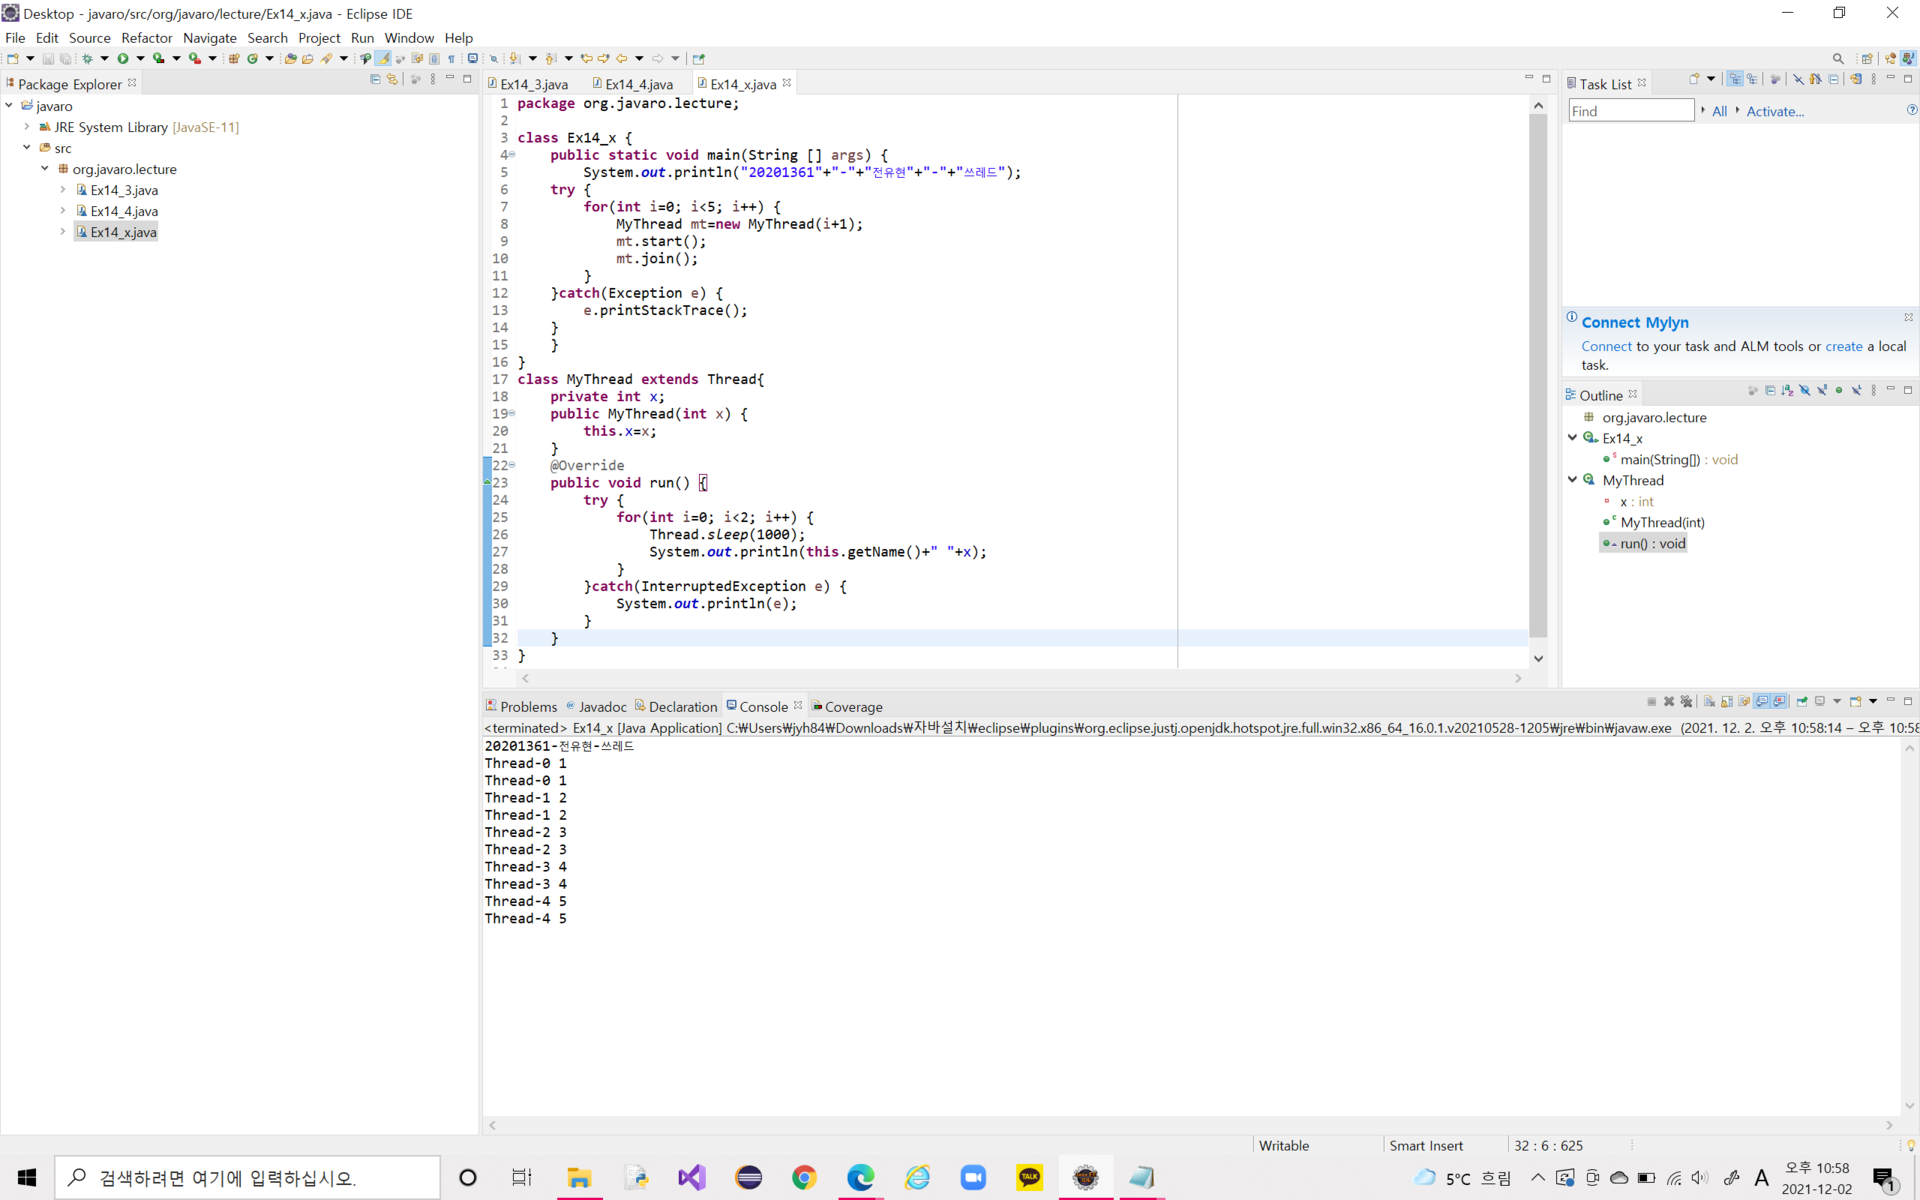 Desktop - javaro/src/org/javaro/lecture/Ex14_x.java - Eclipse IDE
File Edit Source Refactor Navigate Search Project Run Window Help
Package Explorer
javaro
JRE System Library [JavaSE-11]
src
org.javaro.lecture
Ex14_3.java
Ex14_4.java
Ex14_x.java
Ex14_3.java Ex14_4.java Ex14_x.java
1 package org.javaro.lecture;
2
3 class Ex14_x {
4 public static void main(String [] args) {
5 System.out.println("20201361"+"-"+"전유현"+"-"+"쓰레드");
6 try {
7 for(int i=0; i<5; i++) {
8 MyThread mt=new MyThread(i+1);
9 mt.start();
10 mt.join();
11 }
12 }catch(Exception e) {
13 e.printStackTrace();
14 }
15 }
16 }
17 class MyThread extends Thread{
18 private int x;
19 public MyThread(int x) {
20 this.x=x;
21 }
22 @Override
23 public void run() {
24 try {
25 for(int i=0; i<2; i++) {
26 Thread.sleep(1000);
27 System.out.println(this.getName()+" "+x);
28 }
29 }catch(InterruptedException e) {
30 System.out.println(e);
31 }
32 }
33 }
Task List
Find All Activate...
Connect Mylyn
Connect to your task and ALM tools or create a local
task.
Outline
org.javaro.lecture
Ex14_x
main(String[]) : void
MyThread
x : int
MyThread(int)
run() : void
Problems Javadoc Declaration Console Coverage
<terminated> Ex14_x [Java Application] C:₩Users₩jyh84₩Downloads₩자바설치₩eclipse₩plugins₩org.eclipse.justj.openjdk.hotspot.jre.full.win32.x86_64_16.0.1.v20210528-1205₩jre₩bin₩javaw.exe (2021. 12. 2. 오후 10:58:14 – 오후 10:58
20201361-전유현-쓰레드
Thread-0 1
Thread-0 1
Thread-1 2
Thread-1 2
Thread-2 3
Thread-2 3
Thread-3 4
Thread-3 4
Thread-4 5
Thread-4 5
Writable Smart Insert 32 : 6 : 625
검색하려면 여기에 입력하십시오.
TALK
5°C 흐림
A
오후 10:58
2021-12-02
1